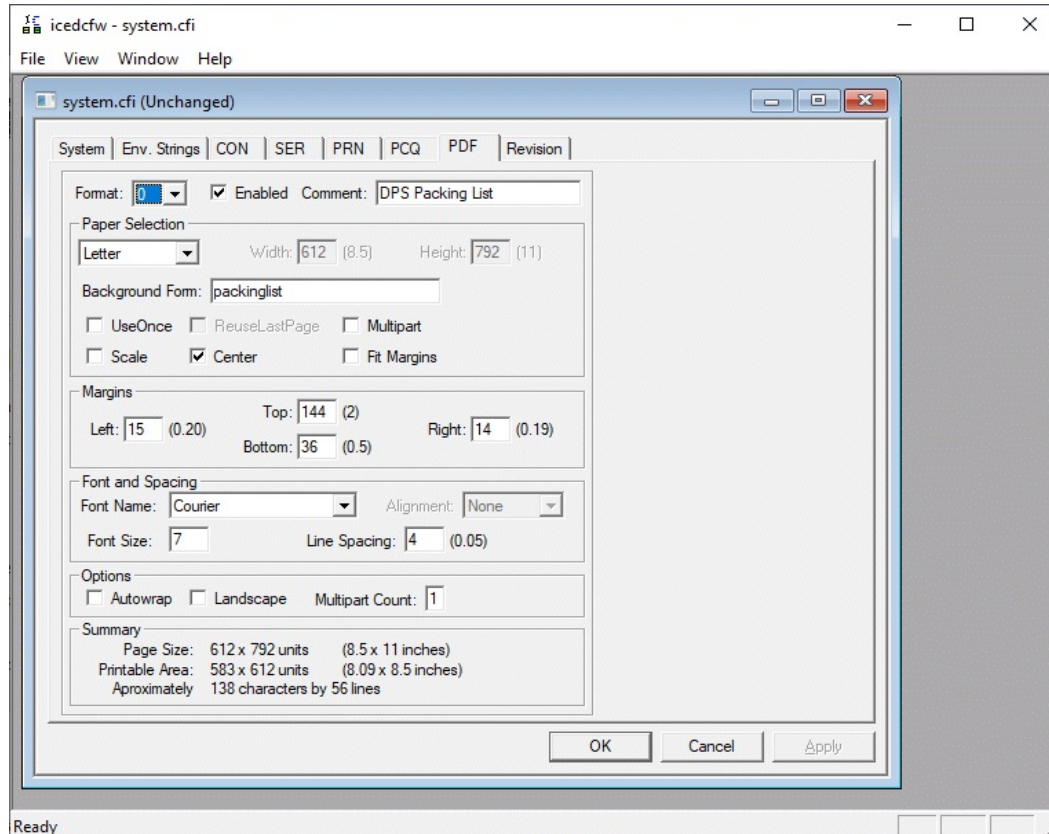 icedcfw - system.cfi
File View Window Help
system.cfi (Unchanged)
System Env. Strings CON SER PRN PCQ PDF Revision
Format: 0 Enabled Comment: DPS Packing List
Paper Selection
Letter Width: 612 (8.5) Height: 792 (11)
Background Form: packinglist
UseOnce ReuseLastPage Multipart
Scale Center Fit Margins
Margins
Top: 144 (2)
Left: 15 (0.20) Right: 14 (0.19)
Bottom: 36 (0.5)
Font and Spacing
Font Name: Courier Alignment: None
Font Size: 7 Line Spacing: 4 (0.05)
Options
Autowrap Landscape Multipart Count: 1
Summary
Page Size: 612 x 792 units (8.5 x 11 inches)
Printable Area: 583 x 612 units (8.09 x 8.5 inches)
Aproximately 138 characters by 56 lines
OK Cancel Apply
Ready